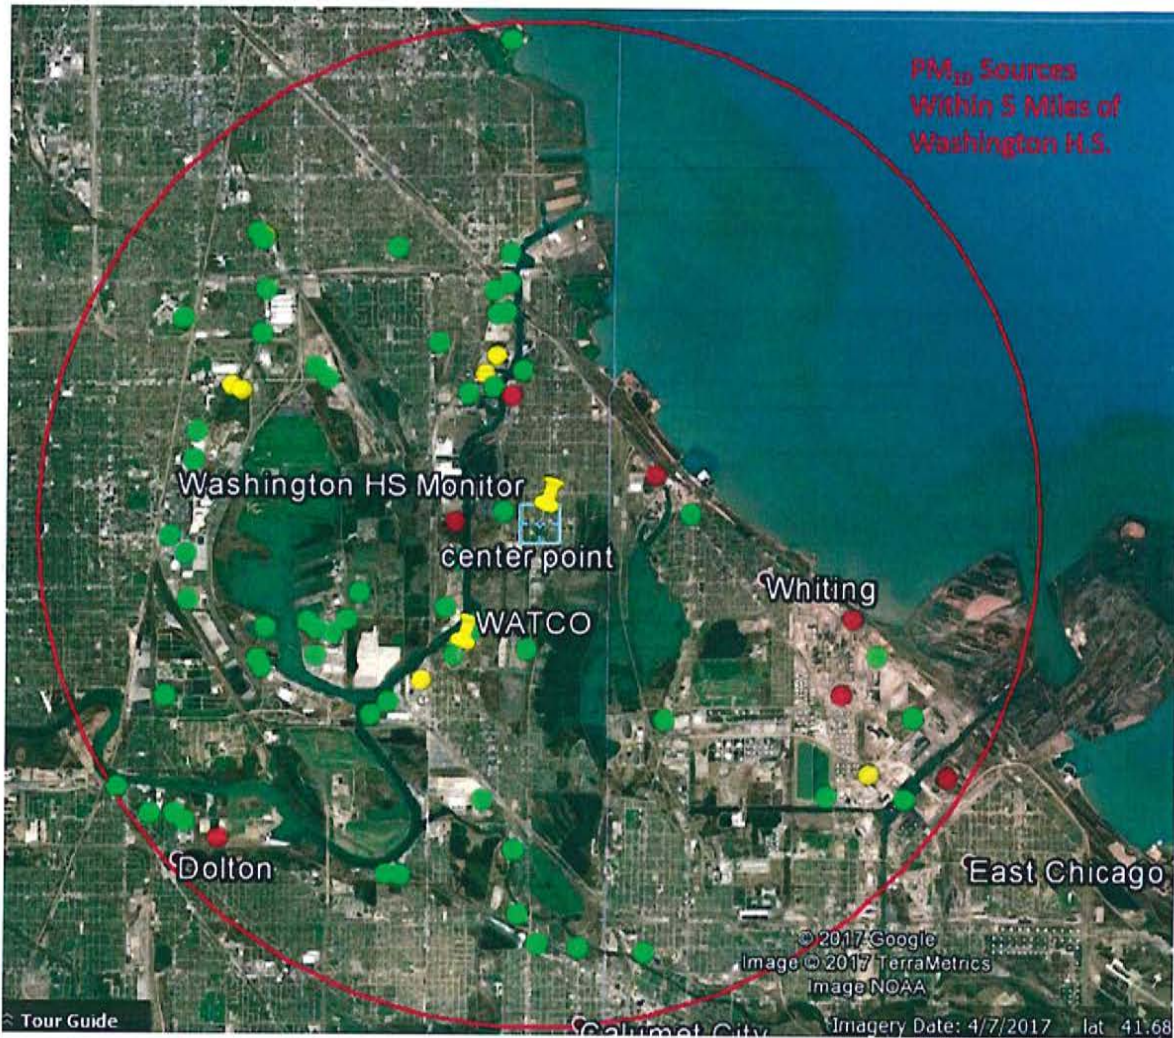 PM₁₀ Sources
Within 5 Miles of
Washington H.S.
Washington HS Monitor
center point
Whiting
WATCO
Dolton
East Chicago
© 2017 Google
Image © 2017 TerraMetrics
Image NOAA
Tour Guide
Calumet City
Imagery Date: 4/7/2017 lat 41.68